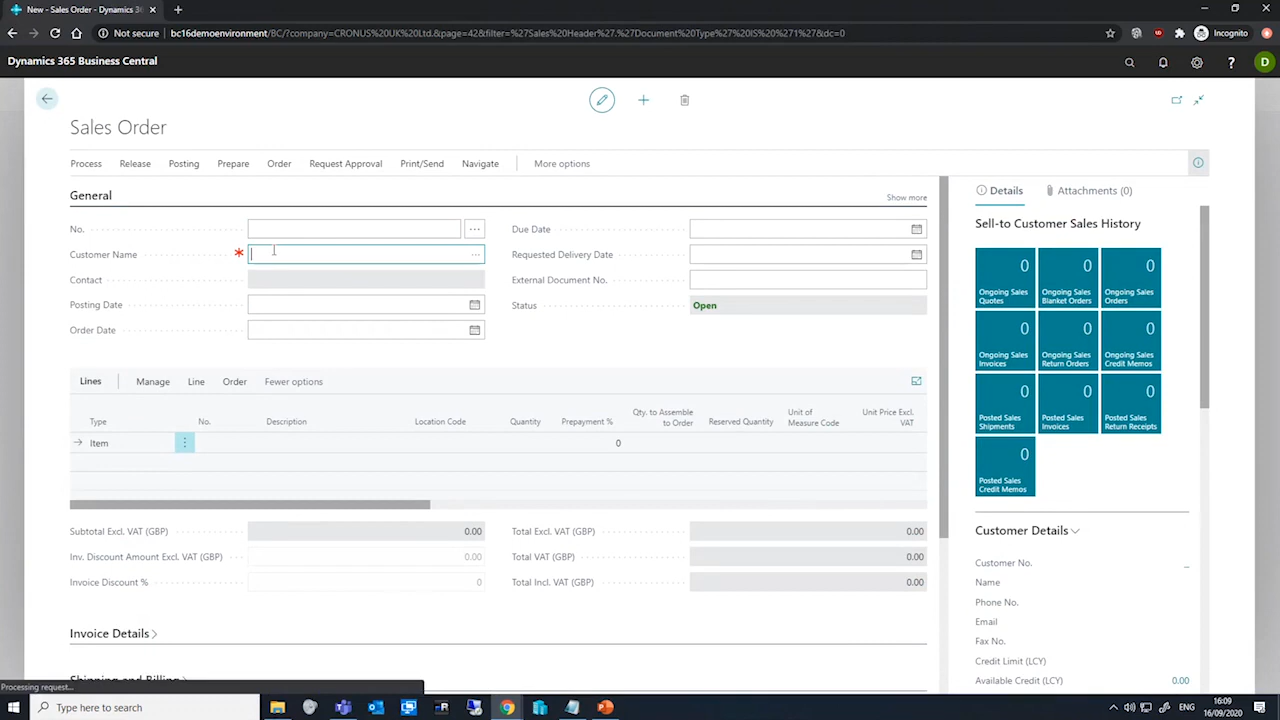 New - Sales Order - Dynamics 36
Not secure
bc16demoenvironment/BC/?company=CRONUS%20UK%20Ltd.&page=42&filter=%27Sales%20Header%27.%27Document%20Type%27%20IS%20%271%27&dc=0
Incognito
Dynamics 365 Business Central
?
D
Sales Order
Process Release Posting Prepare Order Request Approval Print/Send Navigate More options
General
Show more
No.
Customer Name
Contact
Posting Date
Order Date
Due Date
Requested Delivery Date
External Document No.
Status
Open
Lines Manage Line Order Fewer options
Type No. Description Location Code Quantity Prepayment % Qty. to Assemble to Order Reserved Quantity Unit of Measure Code Unit Price Excl. VAT
Item 0
Subtotal Excl. VAT (GBP) 0.00
Inv. Discount Amount Excl. VAT (GBP) 0.00
Invoice Discount % 0
Total Excl. VAT (GBP) 0.00
Total VAT (GBP) 0.00
Total Incl. VAT (GBP) 0.00
Invoice Details
Shipping and Billing
Details Attachments (0)
Sell-to Customer Sales History
0 Ongoing Sales Quotes
0 Ongoing Sales Blanket Orders
0 Ongoing Sales Orders
0 Ongoing Sales Invoices
0 Ongoing Sales Return Orders
0 Ongoing Sales Credit Memos
0 Posted Sales Shipments
0 Posted Sales Invoices
0 Posted Sales Return Receipts
0 Posted Sales Credit Memos
Customer Details
Customer No.
Name
Phone No.
Email
Fax No.
Credit Limit (LCY)
Available Credit (LCY) 0.00
Processing request...
Type here to search
ENG
16:09
16/09/2020